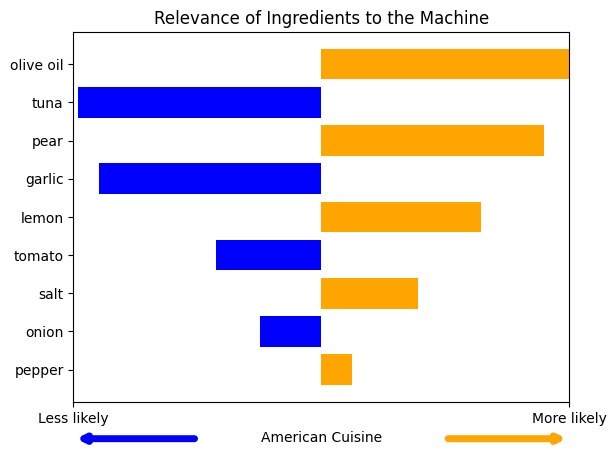 Relevance of Ingredients to the Machine
olive oil
tuna
pear
garlic
lemon
tomato
salt
onion
pepper
Less likely
More likely
American Cuisine